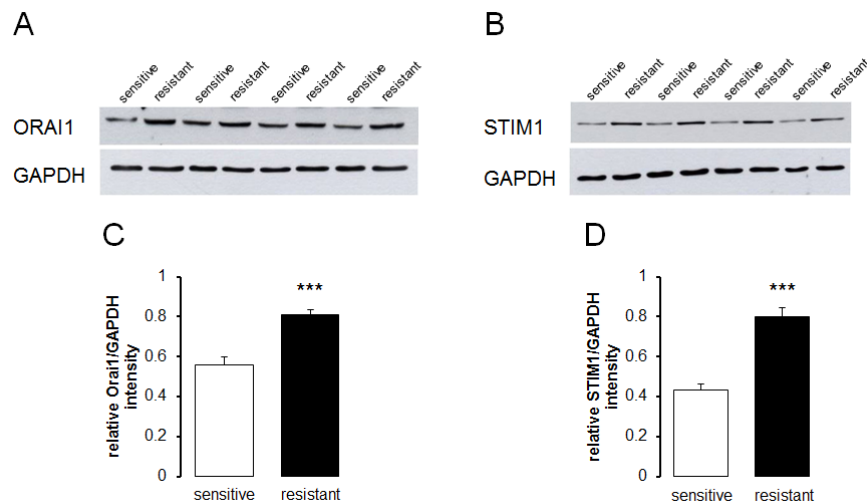 A
sensitive resistant sensitive resistant sensitive resistant sensitive resistant
ORAI1
GAPDH
B
sensitive resistant sensitive resistant sensitive resistant sensitive resistant
STIM1
GAPDH
C
relative Orai1/GAPDH
intensity
1
0.8
0.6
0.4
0.2
0
***
sensitive resistant
D
relative STIM1/GAPDH
intensity
1
0.8
0.6
0.4
0.2
0
***
sensitive resistant